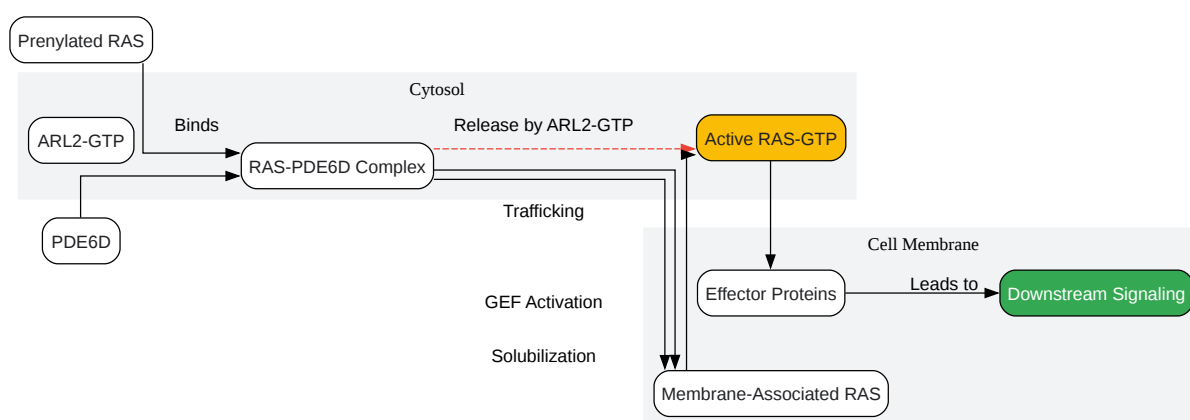 Prenylated RAS
Cytosol
ARL2-GTP
Binds
Release by ARL2-GTP
Active RAS-GTP
RAS-PDE6D Complex
Trafficking
PDE6D
Cell Membrane
Effector Proteins
Leads to
Downstream Signaling
GEF Activation
Solubilization
Membrane-Associated RAS